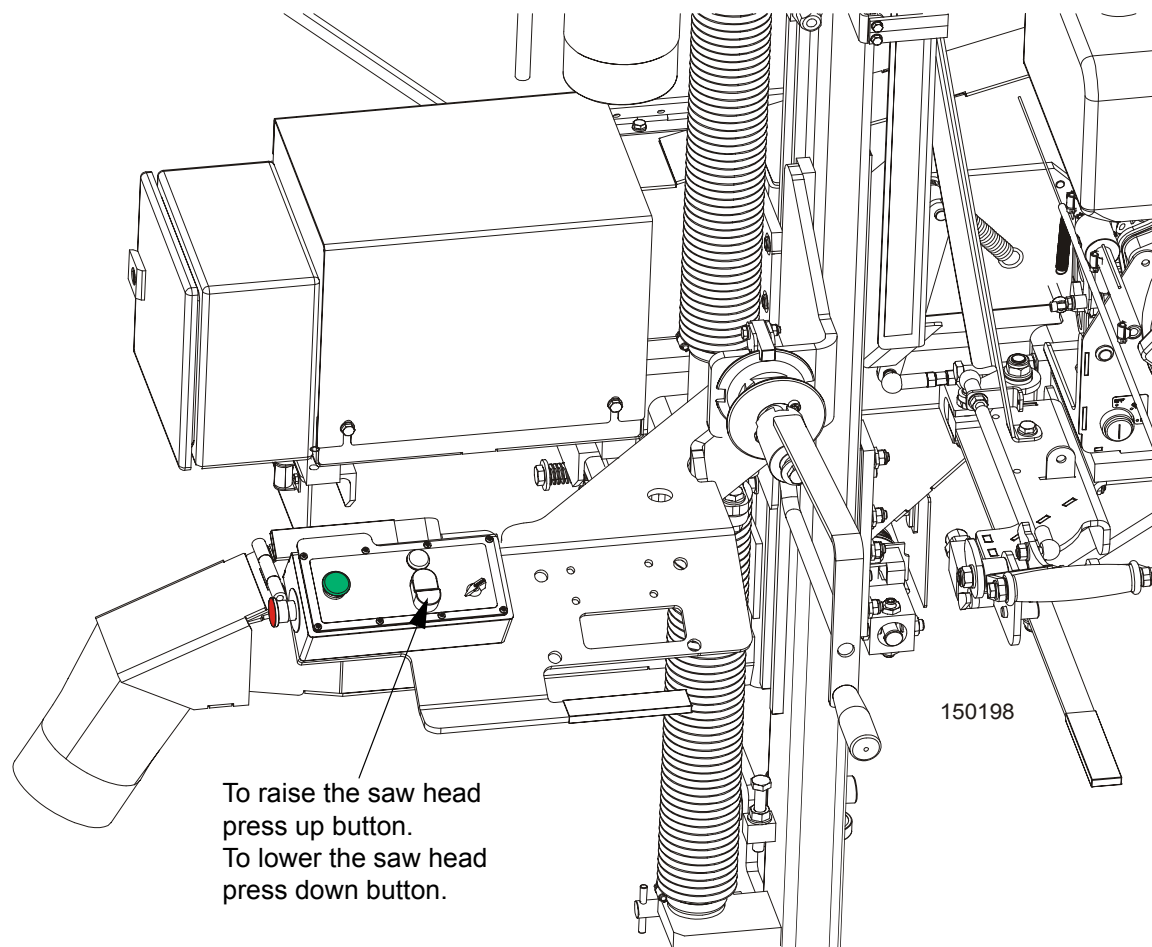 150198
To raise the saw head
press up button.
To lower the saw head
press down button.